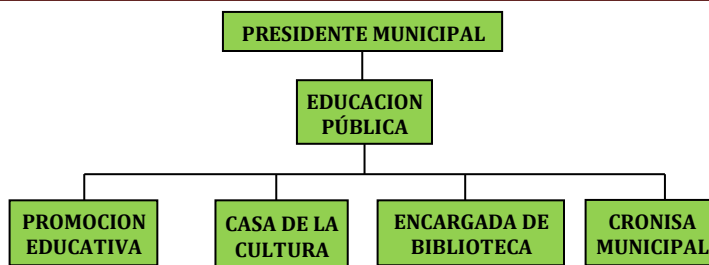 PRESIDENTE MUNICIPAL
EDUCACION
PÚBLICA
PROMOCION
EDUCATIVA
CASA DE LA
CULTURA
ENCARGADA DE
BIBLIOTECA
CRONISA
MUNICIPAL